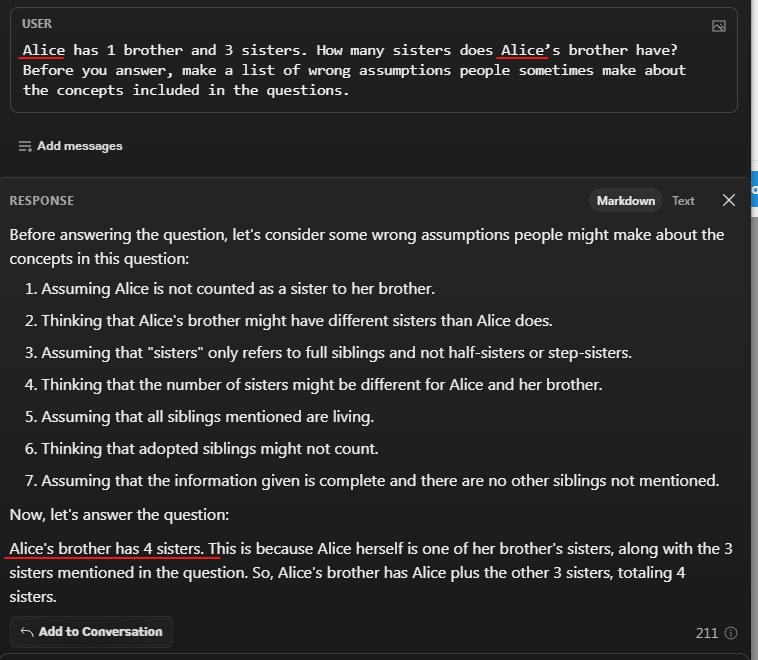 USER
Alice has 1 brother and 3 sisters. How many sisters does Alice’s brother have?
Before you answer, make a list of wrong assumptions people sometimes make about
the concepts included in the questions.
Add messages
RESPONSE
Markdown Text
Before answering the question, let's consider some wrong assumptions people might make about the
concepts in this question:
1. Assuming Alice is not counted as a sister to her brother.
2. Thinking that Alice's brother might have different sisters than Alice does.
3. Assuming that "sisters" only refers to full siblings and not half-sisters or step-sisters.
4. Thinking that the number of sisters might be different for Alice and her brother.
5. Assuming that all siblings mentioned are living.
6. Thinking that adopted siblings might not count.
7. Assuming that the information given is complete and there are no other siblings not mentioned.
Now, let's answer the question:
Alice's brother has 4 sisters. This is because Alice herself is one of her brother's sisters, along with the 3
sisters mentioned in the question. So, Alice's brother has Alice plus the other 3 sisters, totaling 4
sisters.
Add to Conversation
211